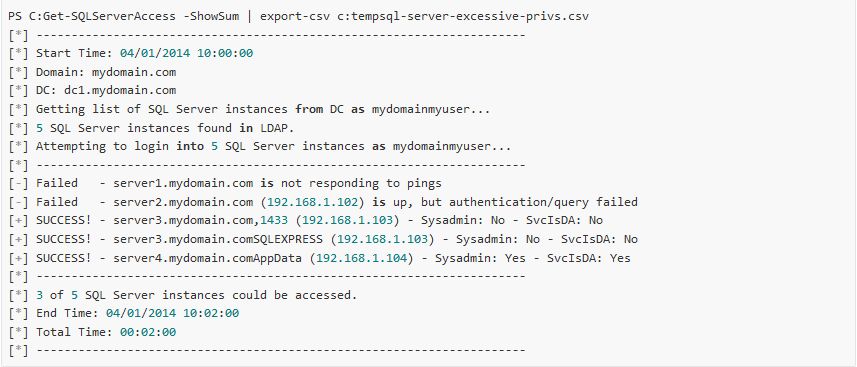 PS C:Get-SQLServerAccess -ShowSum | export-csv c:tempsql-server-excessive-privs.csv
[*] ----------------------------------------------------------------------
[*] Start Time: 04/01/2014 10:00:00
[*] Domain: mydomain.com
[*] DC: dc1.mydomain.com
[*] Getting list of SQL Server instances from DC as mydomainmyuser...
[*] 5 SQL Server instances found in LDAP.
[*] Attempting to login into 5 SQL Server instances as mydomainmyuser...
[*] ----------------------------------------------------------------------
[-] Failed   - server1.mydomain.com is not responding to pings
[-] Failed   - server2.mydomain.com (192.168.1.102) is up, but authentication/query failed
[+] SUCCESS! - server3.mydomain.com,1433 (192.168.1.103) - Sysadmin: No - SvcIsDA: No
[+] SUCCESS! - server3.mydomain.comSQLEXPRESS (192.168.1.103) - Sysadmin: No - SvcIsDA: No
[+] SUCCESS! - server4.mydomain.comAppData (192.168.1.104) - Sysadmin: Yes - SvcIsDA: Yes
[*] ----------------------------------------------------------------------
[*] 3 of 5 SQL Server instances could be accessed.
[*] End Time: 04/01/2014 10:02:00
[*] Total Time: 00:02:00
[*] ----------------------------------------------------------------------